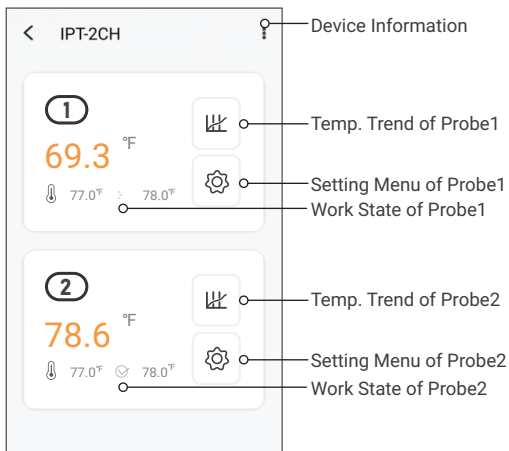 IPT-2CH
Device Information
1
69.3 °F
Temp. Trend of Probe1
77.0°F 78.0°F
Setting Menu of Probe1
Work State of Probe1
2
78.6 °F
Temp. Trend of Probe2
77.0°F 78.0°F
Setting Menu of Probe2
Work State of Probe2